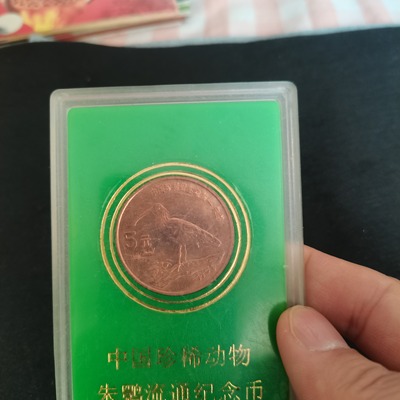 5元
中国珍稀动物
朱鹮流通纪念币